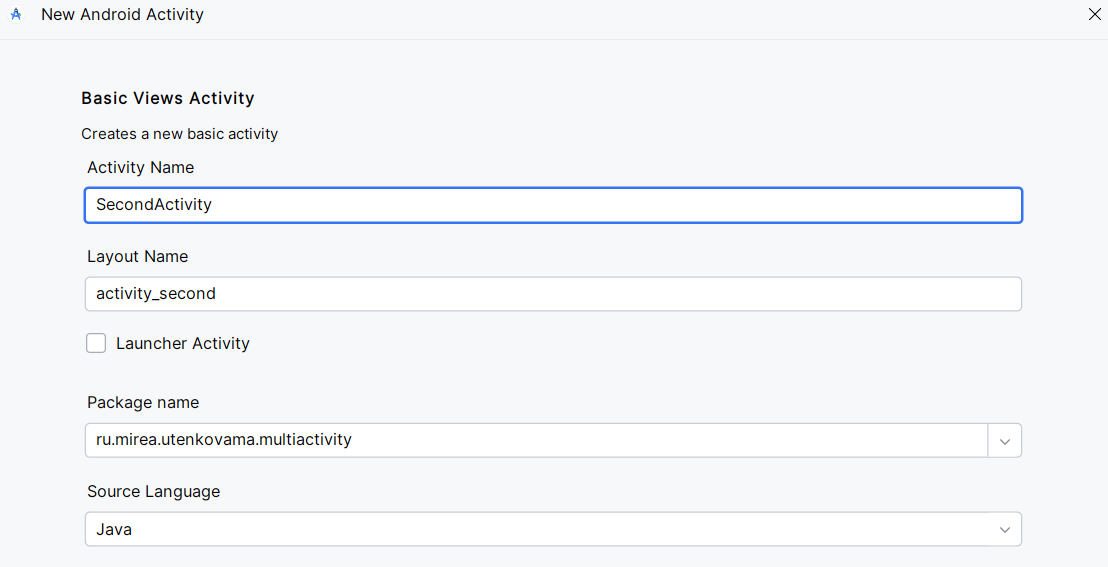 New Android Activity
Basic Views Activity
Creates a new basic activity
Activity Name
SecondActivity
Layout Name
activity_second
Launcher Activity
Package name
ru.mirea.utenkovama.multiactivity
Source Language
Java